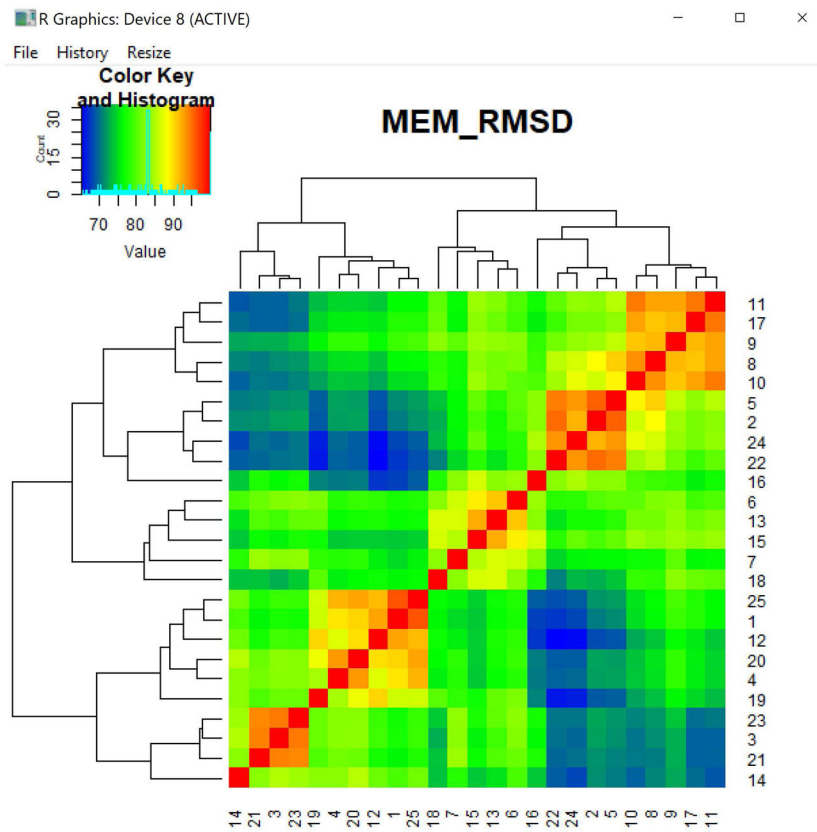 R Graphics: Device 8 (ACTIVE)
File History Resize
Color Key
and Histogram
Count
0 15 30
70 80 90
Value
MEM_RMSD
11
17
9
8
10
5
2
24
22
16
6
13
15
7
18
25
1
12
20
4
19
23
3
21
14
14 21 3 23 19 4 20 12 1 25 18 7 15 13 6 16 22 24 2 5 10 8 9 17 11